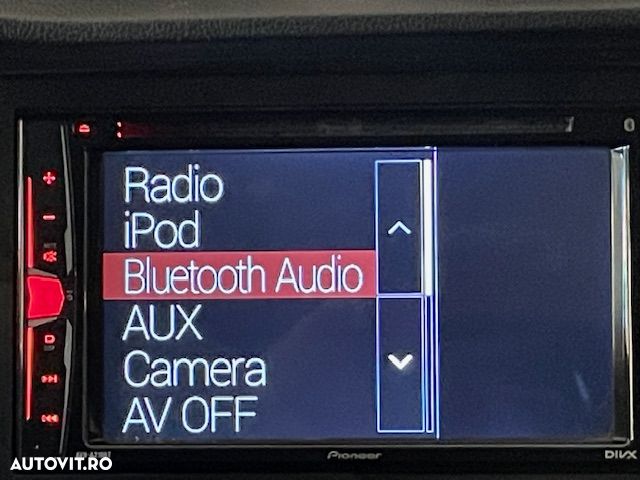 Radio
iPod
Bluetooth Audio
AUX
Camera
AV OFF
Pioneer
DIVX
AUTOVIT.RO